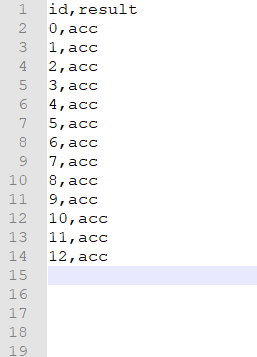 1 id,result
2 0,acc
3 1,acc
4 2,acc
5 3,acc
6 4,acc
7 5,acc
8 6,acc
9 7,acc
10 8,acc
11 9,acc
12 10,acc
13 11,acc
14 12,acc
15
16
17
18
19